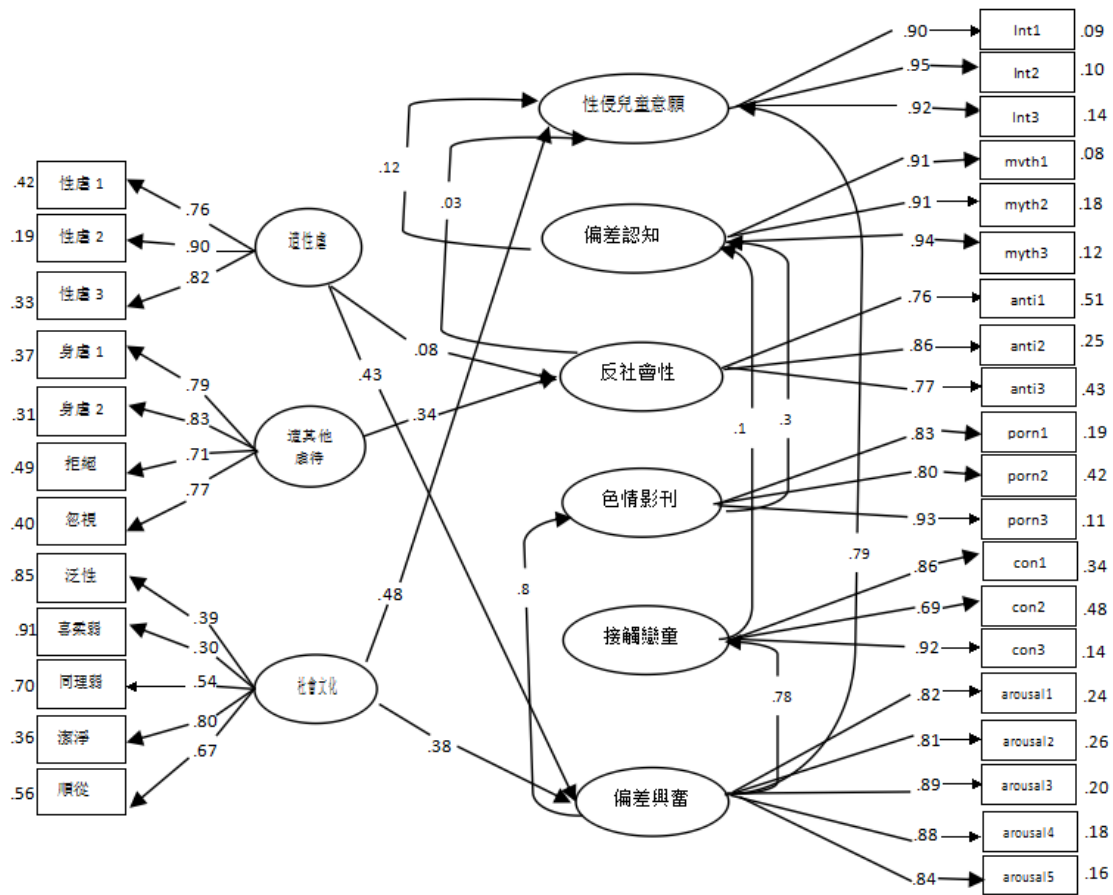 .42
性虐 1
.76
.19
性虐 2
.90
.33
性虐 3
.82
遭性虐
.37
身虐 1
.79
.31
身虐 2
.83
.49
拒絕
.71
.40
忽視
.77
遭其他
虐待
.85
泛性
.39
.91
喜柔弱
.30
.70
同理弱
.54
.36
潔淨
.80
.56
順從
.67
社會文化
.12
.03
.08
.43
.34
.48
.38
.8
.1
.3
.78
.79
性侵兒童意願
.90
Int1
.09
.95
Int2
.10
.92
Int3
.14
偏差認知
.91
mvth1
.08
.91
myth2
.18
.94
myth3
.12
反社會性
.76
anti1
.51
.86
anti2
.25
.77
anti3
.43
色情影刊
.83
porn1
.19
.80
porn2
.42
.93
porn3
.11
接觸戀童
.86
con1
.34
.69
con2
.48
.92
con3
.14
偏差興奮
.82
arousal1
.24
.81
arousal2
.26
.89
arousal3
.20
.88
arousal4
.18
.84
arousal5
.16